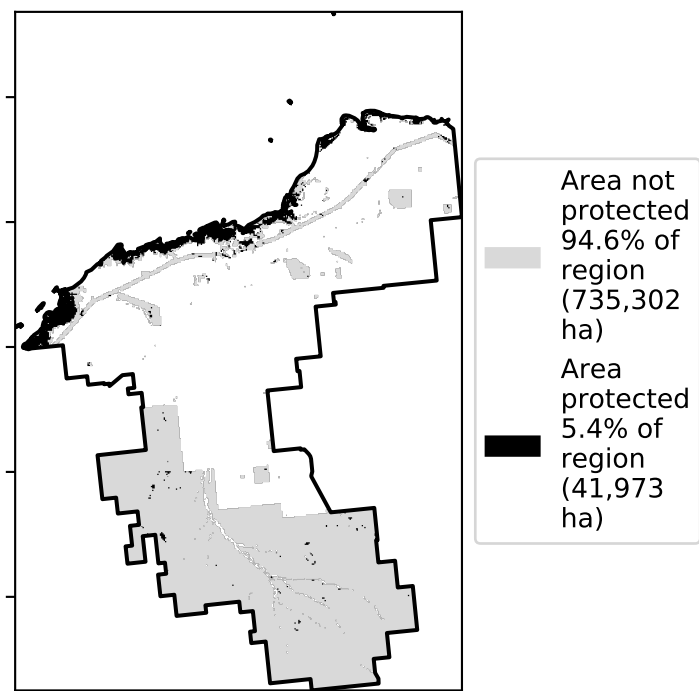 Area not
protected
94.6% of
region
(735,302
ha)
Area
protected
5.4% of
region
(41,973
ha)